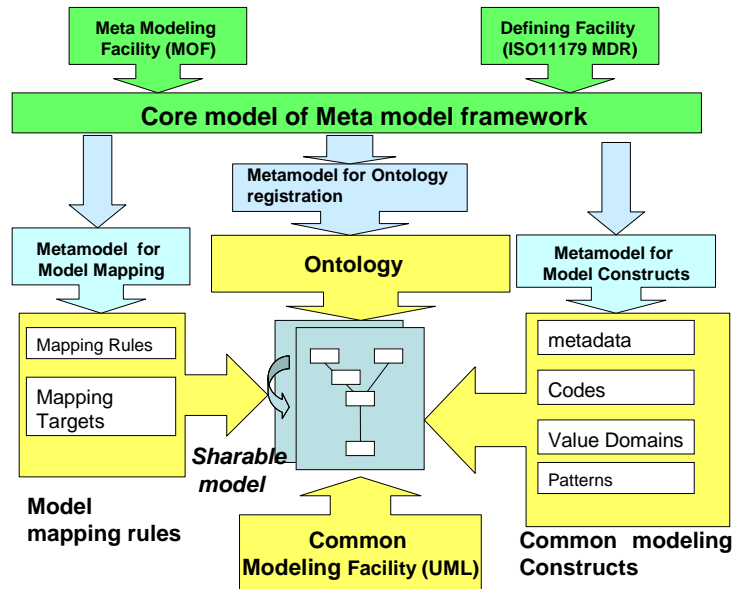 Meta Modeling
Facility (MOF)
Defining Facility
(ISO11179 MDR)
Core model of Meta model framework
Metamodel for Ontology
registration
Metamodel for
Model Mapping
Ontology
Metamodel for
Model Constructs
Mapping Rules
Mapping
Targets
metadata
Codes
Value Domains
Patterns
Sharable
model
Model
mapping rules
Common
Modeling Facility (UML)
Common modeling
Constructs